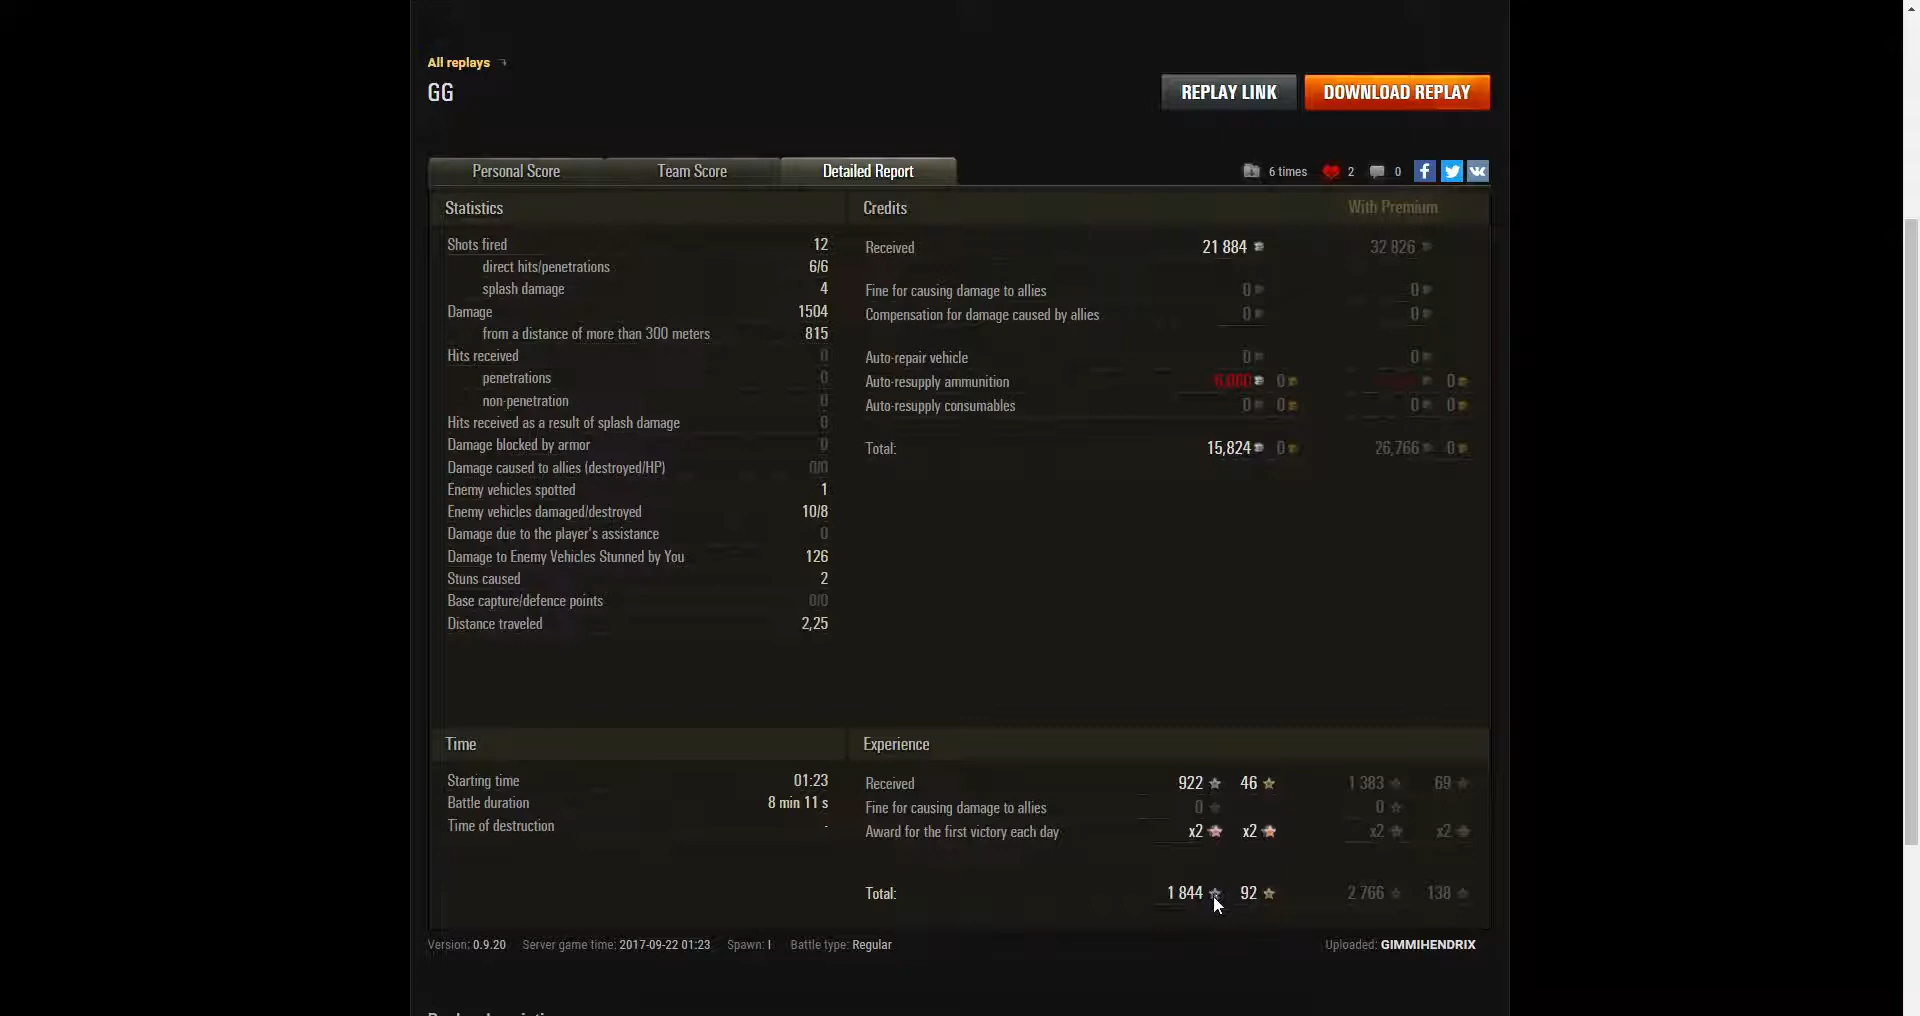 All replays
GG
REPLAY LINK DOWNLOAD REPLAY
Personal Score Team Score Detailed Report 6 times 2 0
Statistics Credits With Premium
Shots fired 12
direct hits/penetrations 6/6
splash damage 4
Damage 1504
from a distance of more than 300 meters 815
Hits received 0
penetrations 0
non-penetration 0
Hits received as a result of splash damage 0
Damage blocked by armor 0
Damage caused to allies (destroyed/HP) 0/0
Enemy vehicles spotted 1
Enemy vehicles damaged/destroyed 10/8
Damage due to the player's assistance 0
Damage to Enemy Vehicles Stunned by You 126
Stuns caused 2
Base capture/defence points 0/0
Distance traveled 2,25
Received 21 884 32 826
Fine for causing damage to allies 0 0
Compensation for damage caused by allies 0 0
Auto-repair vehicle 0 0
Auto-resupply ammunition 0 0
Auto-resupply consumables 0 0 0 0
Total: 15,824 0 26,766 0
Time
Starting time 01:23
Battle duration 8 min 11 s
Time of destruction -
Experience
Received 922 46 1 383 69
Fine for causing damage to allies 0 0
Award for the first victory each day x2 x2 x2 x2
Total: 1 844 92 2 766 138
Version: 0.9.20 Server game time: 2017-09-22 01:23 Spawn: I Battle type: Regular Uploaded: GIMMIHENDRIX